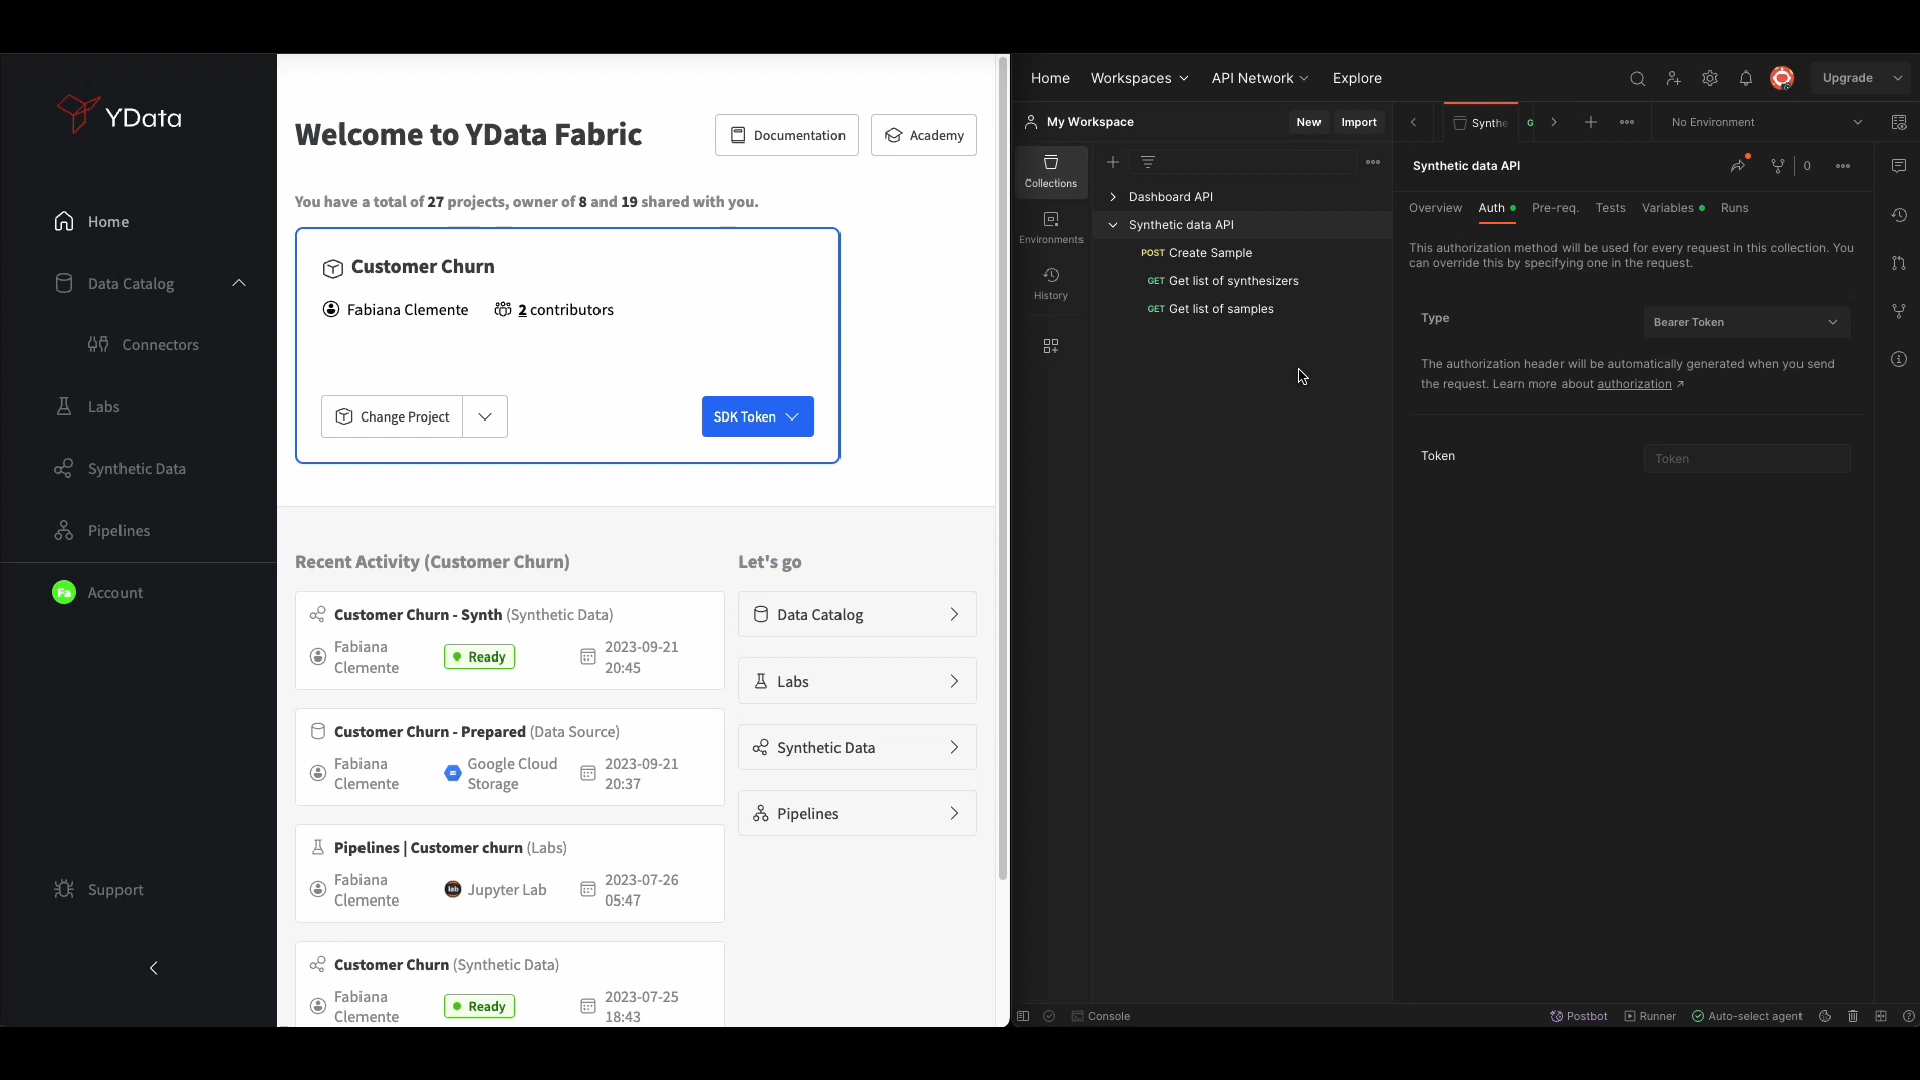 YData
Home
Data Catalog
Connectors
Labs
Synthetic Data
Pipelines
Fa
Account
Support
Welcome to YData Fabric
Documentation
Academy
You have a total of 27 projects, owner of 8 and 19 shared with you.
Customer Churn
Fabiana Clemente
2 contributors
Change Project
SDK Token
Recent Activity (Customer Churn)
Customer Churn - Synth (Synthetic Data)
Fabiana
Clemente
Ready
2023-09-21
20:45
Customer Churn - Prepared (Data Source)
Fabiana
Clemente
Google Cloud
Storage
2023-09-21
20:37
Pipelines | Customer churn (Labs)
Fabiana
Clemente
lab
Jupyter Lab
2023-07-26
05:47
Customer Churn (Synthetic Data)
Fabiana
Clemente
Ready
2023-07-25
18:43
Let's go
Data Catalog
Labs
Synthetic Data
Pipelines
Home
Workspaces
API Network
Explore
Upgrade
My Workspace
New
Import
Synthe
G
No Environment
Collections
Environments
History
Dashboard API
Synthetic data API
POST Create Sample
GET Get list of synthesizers
GET Get list of samples
Synthetic data API
0
Overview
Auth
Pre-req.
Tests
Variables
Runs
This authorization method will be used for every request in this collection. You
can override this by specifying one in the request.
Type
Bearer Token
The authorization header will be automatically generated when you send
the request. Learn more about authorization ↗
Token
Token
Console
Postbot
Runner
Auto-select agent